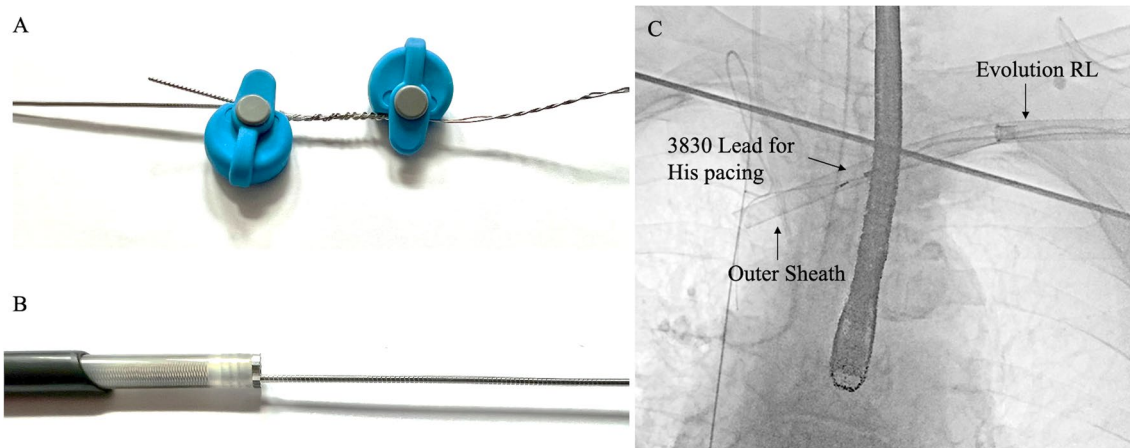 A
B
C
Evolution RL
3830 Lead for
His pacing
Outer Sheath